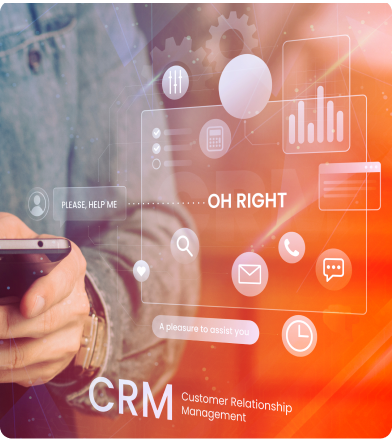 PLEASE, HELP ME
OH RIGHT
A pleasure to assist you
CRM
Customer Relationship
Management